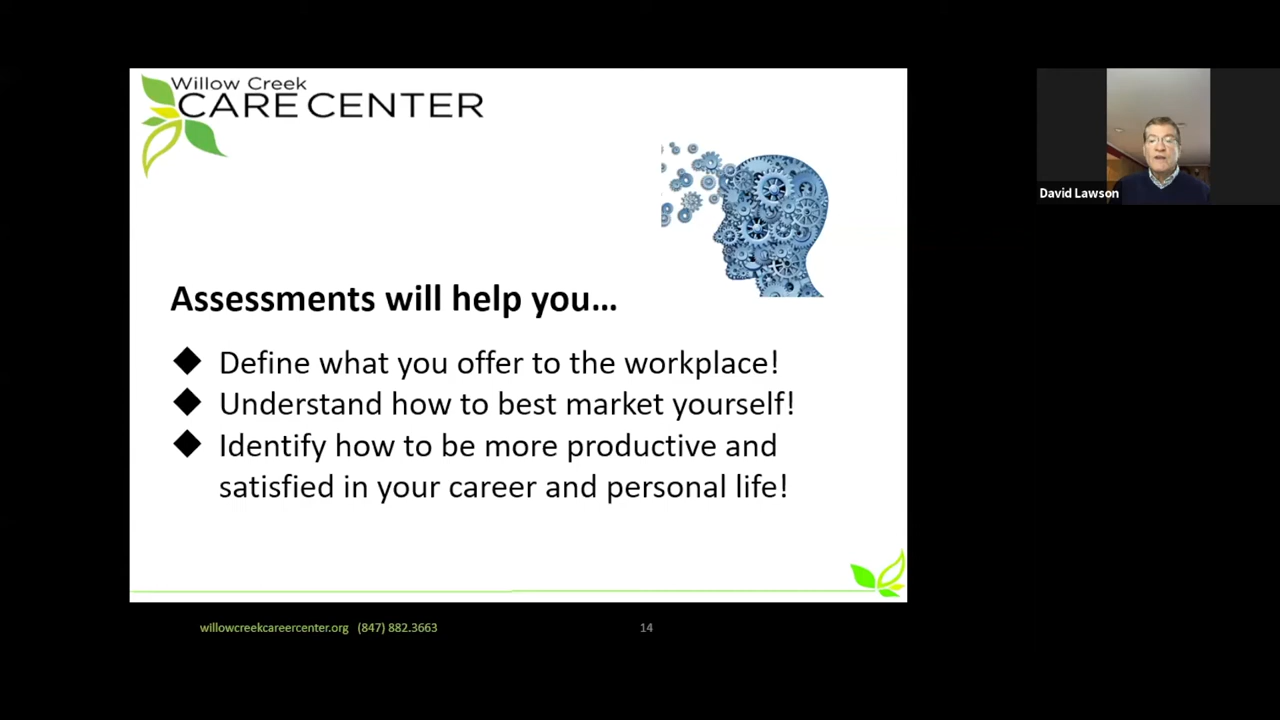 Willow Creek
CARE CENTER
David Lawson
Assessments will help you...
Define what you offer to the workplace!
Understand how to best market yourself!
Identify how to be more productive and
satisfied in your career and personal life!
willowcreekcareercenter.org (847) 882.3663
14